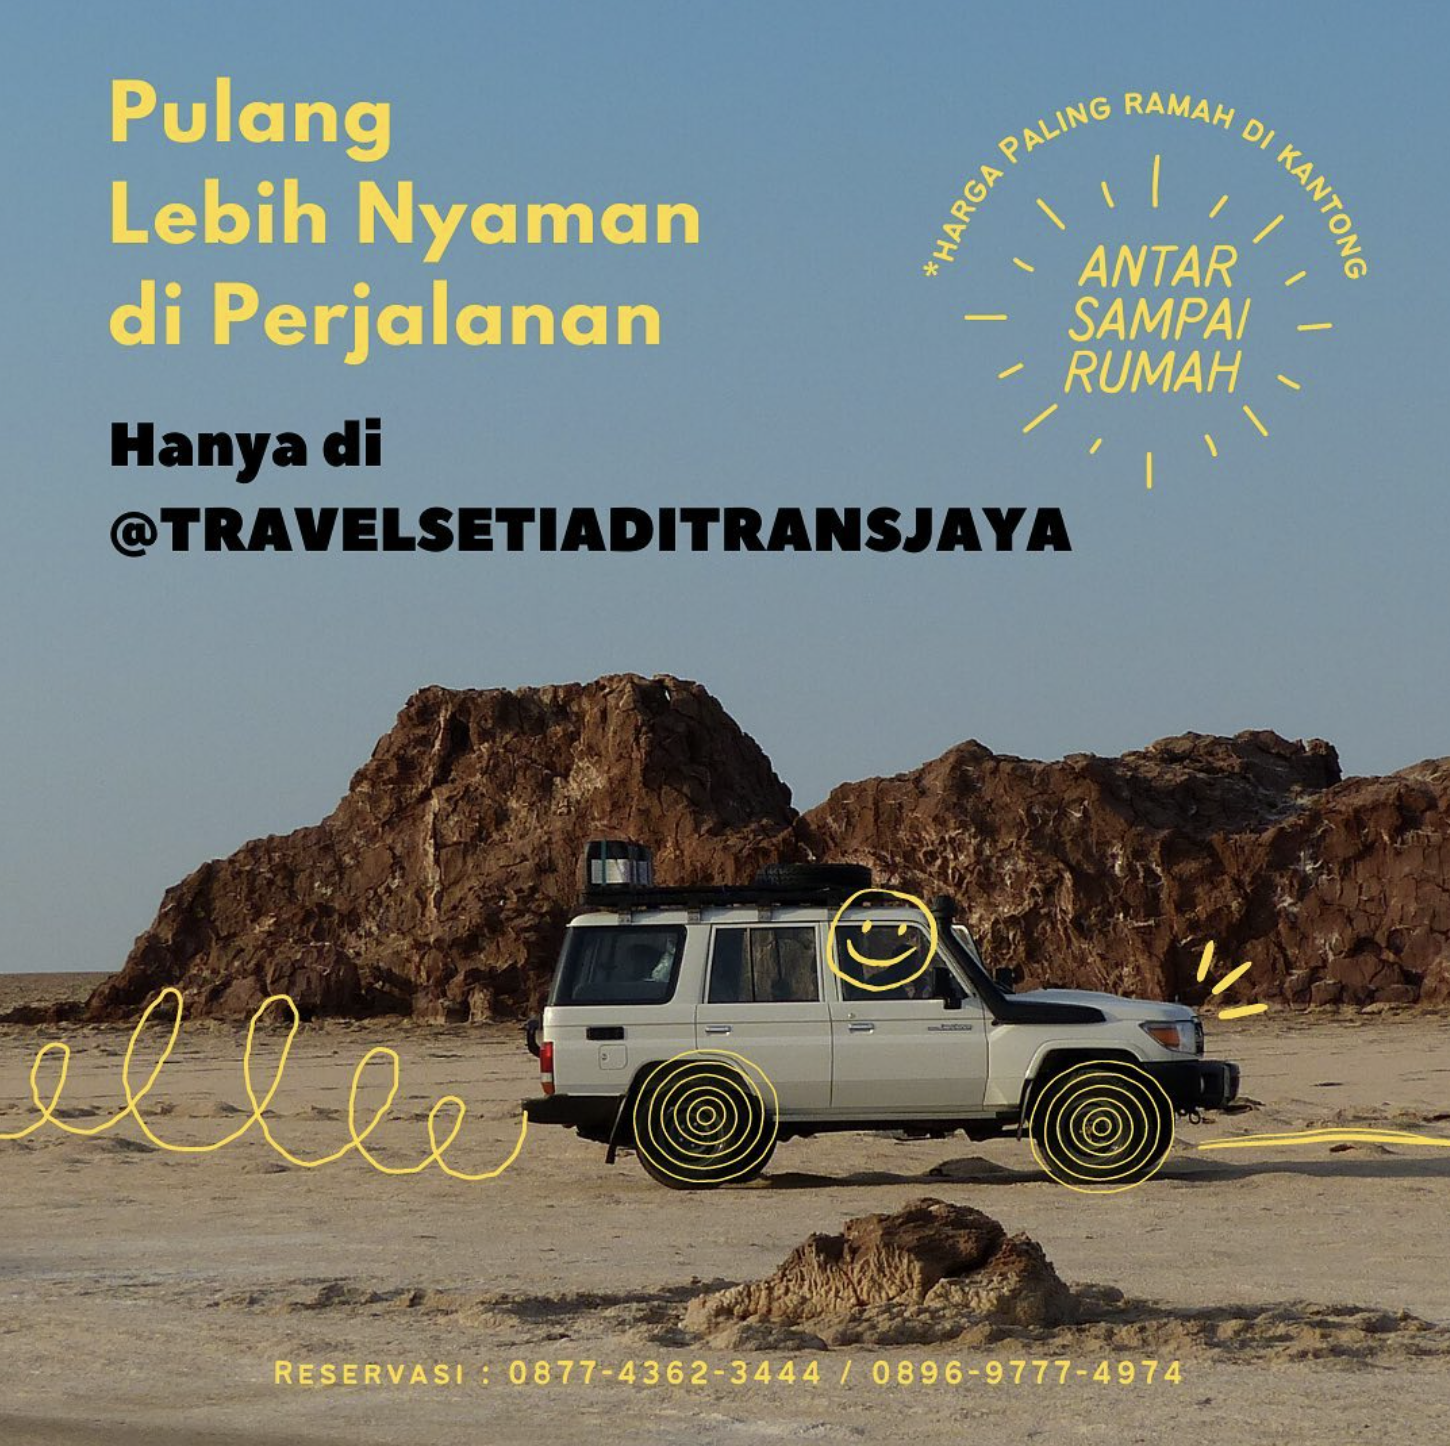 Pulang
Lebih Nyaman
di Perjalanan
*HARGA PALING RAMAH DI KANTONG
ANTAR
SAMPAI
RUMAH
Hanya di
@TRAVELSETIADITRANSJAYA
RESERVASI : 0877-4362-3444 / 0896-9777-4974